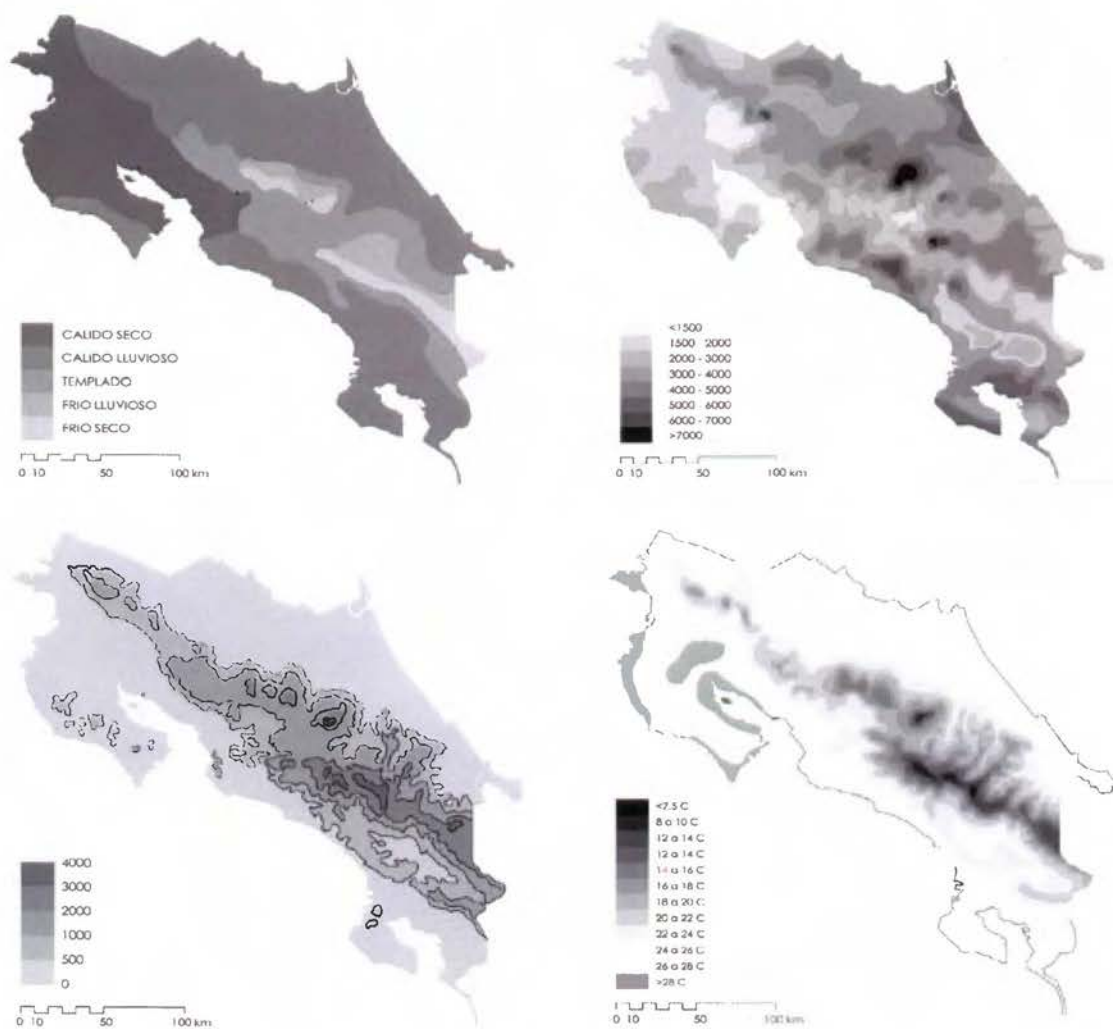 CALIDO SECO
CALIDO LLUVIOSO
TEMPLADO
FRIO LLUVIOSO
FRIO SECO
0 10 50 100 km
<1500
1500 - 2000
2000 - 3000
3000 - 4000
4000 - 5000
5000 - 6000
6000 - 7000
>7000
0 10 50 100 km
4000
3000
2000
1000
500
0
0 10 50 100 km
<7.5 C
8 a 10 C
12 a 14 C
12 a 14 C
14 a 16 C
16 a 18 C
18 a 20 C
20 a 22 C
22 a 24 C
24 a 26 C
26 a 28 C
>28 C
0 10 50 100 km